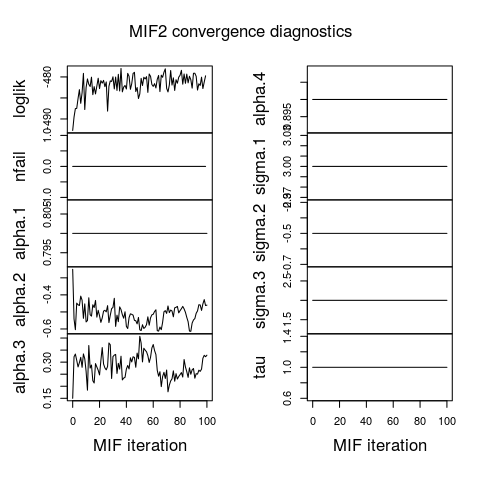 MIF2 convergence diagnostics
loglik
-480
-490
nfail
1.0
0.0
alpha.1
0.805
0.795
alpha.2
-0.4
-0.6
alpha.3
0.30
0.15
0 20 40 60 80 100
MIF iteration
alpha.4
sigma.1
3.00
sigma.2
-0.5
-0.7
sigma.3
2.5
1.5
tau
1.4
1.0
0.6
0 20 40 60 80 100
MIF iteration